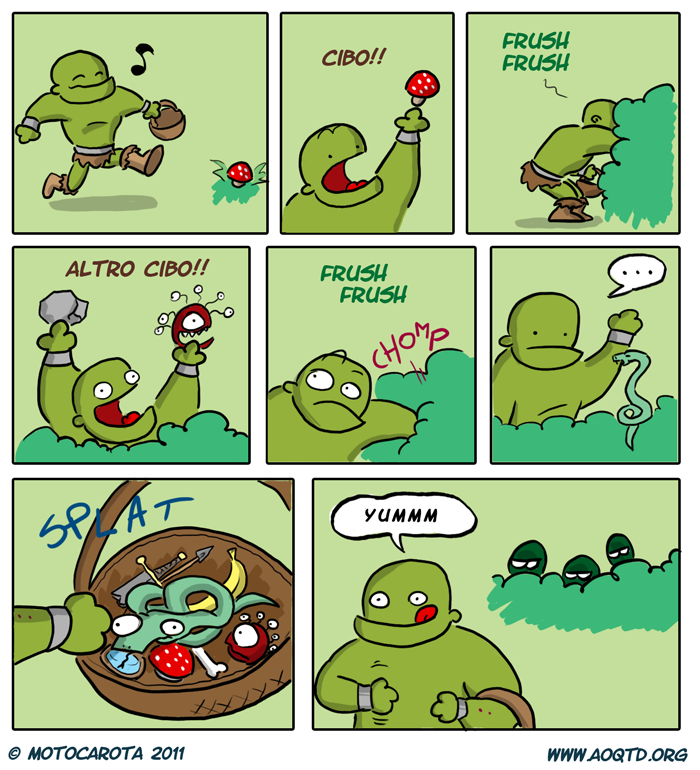 CIBO!!
FRUSH
FRUSH
ALTRO CIBO!!
FRUSH
FRUSH
CHOMP
...
SPLAT
YUMMM
© MOTOCAROTA 2011
WWW.AOQTD.ORG